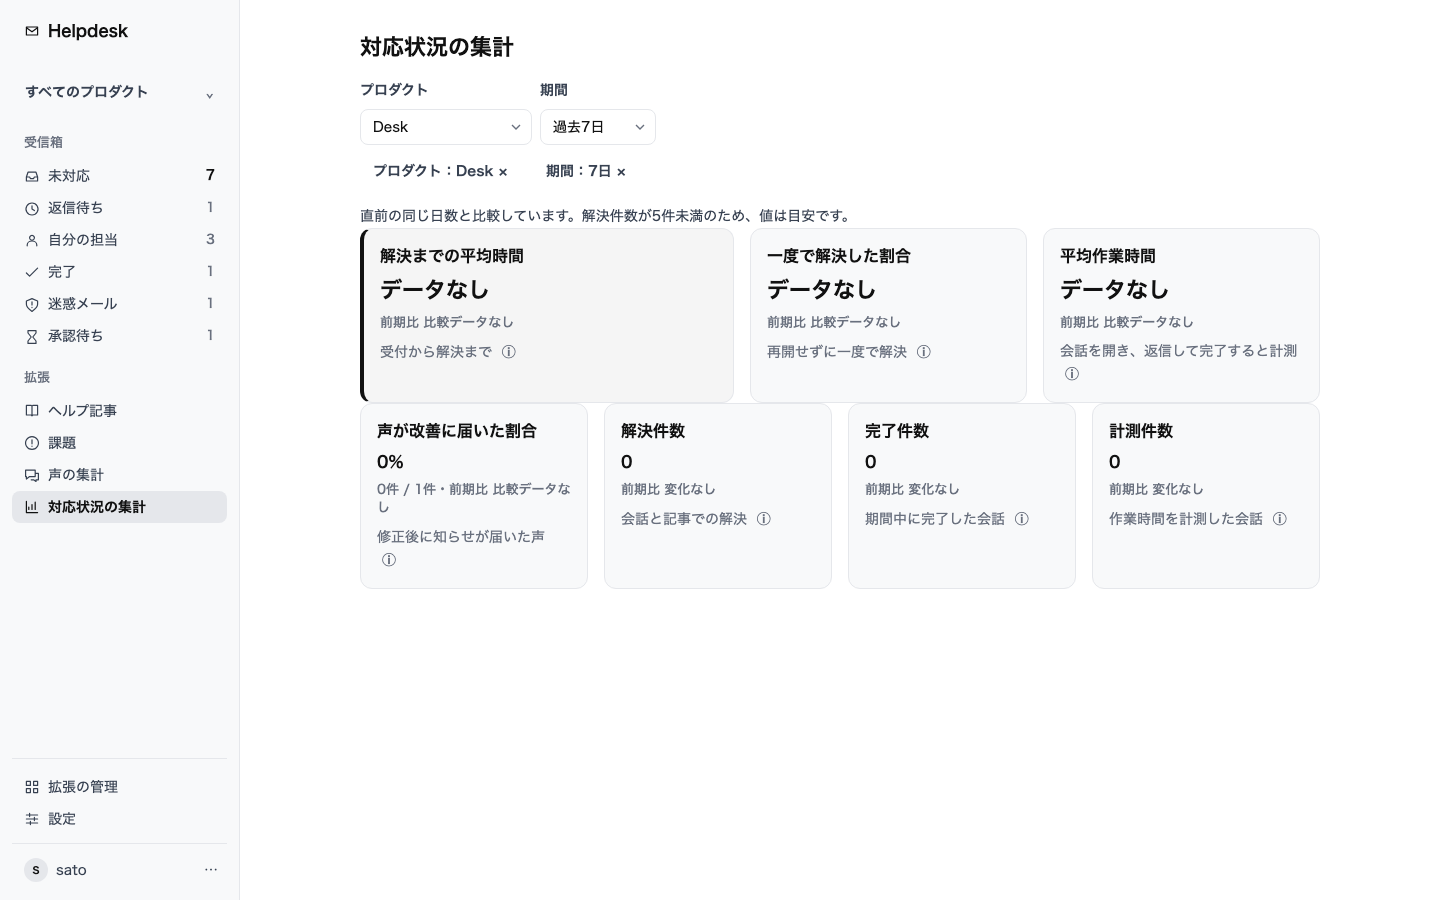 Helpdesk
すべてのプロダクト
受信箱
未対応 7
返信待ち 1
自分の担当 3
完了 1
迷惑メール 1
承認待ち 1
拡張
ヘルプ記事
課題
声の集計
対応状況の集計
拡張の管理
設定
S sato ...
対応状況の集計
プロダクト 期間
Desk 過去7日
プロダクト：Desk × 期間：7日 ×
直前の同じ日数と比較しています。解決件数が5件未満のため、値は目安です。
解決までの平均時間
データなし
前期比 比較データなし
受付から解決まで
一度で解決した割合
データなし
前期比 比較データなし
再開せずに一度で解決
平均作業時間
データなし
前期比 比較データなし
会話を開き、返信して完了すると計測
声が改善に届いた割合
0%
0件 / 1件・前期比 比較データな
し
修正後に知らせが届いた声
解決件数
0
前期比 変化なし
会話と記事での解決
完了件数
0
前期比 変化なし
期間中に完了した会話
計測件数
0
前期比 変化なし
作業時間を計測した会話